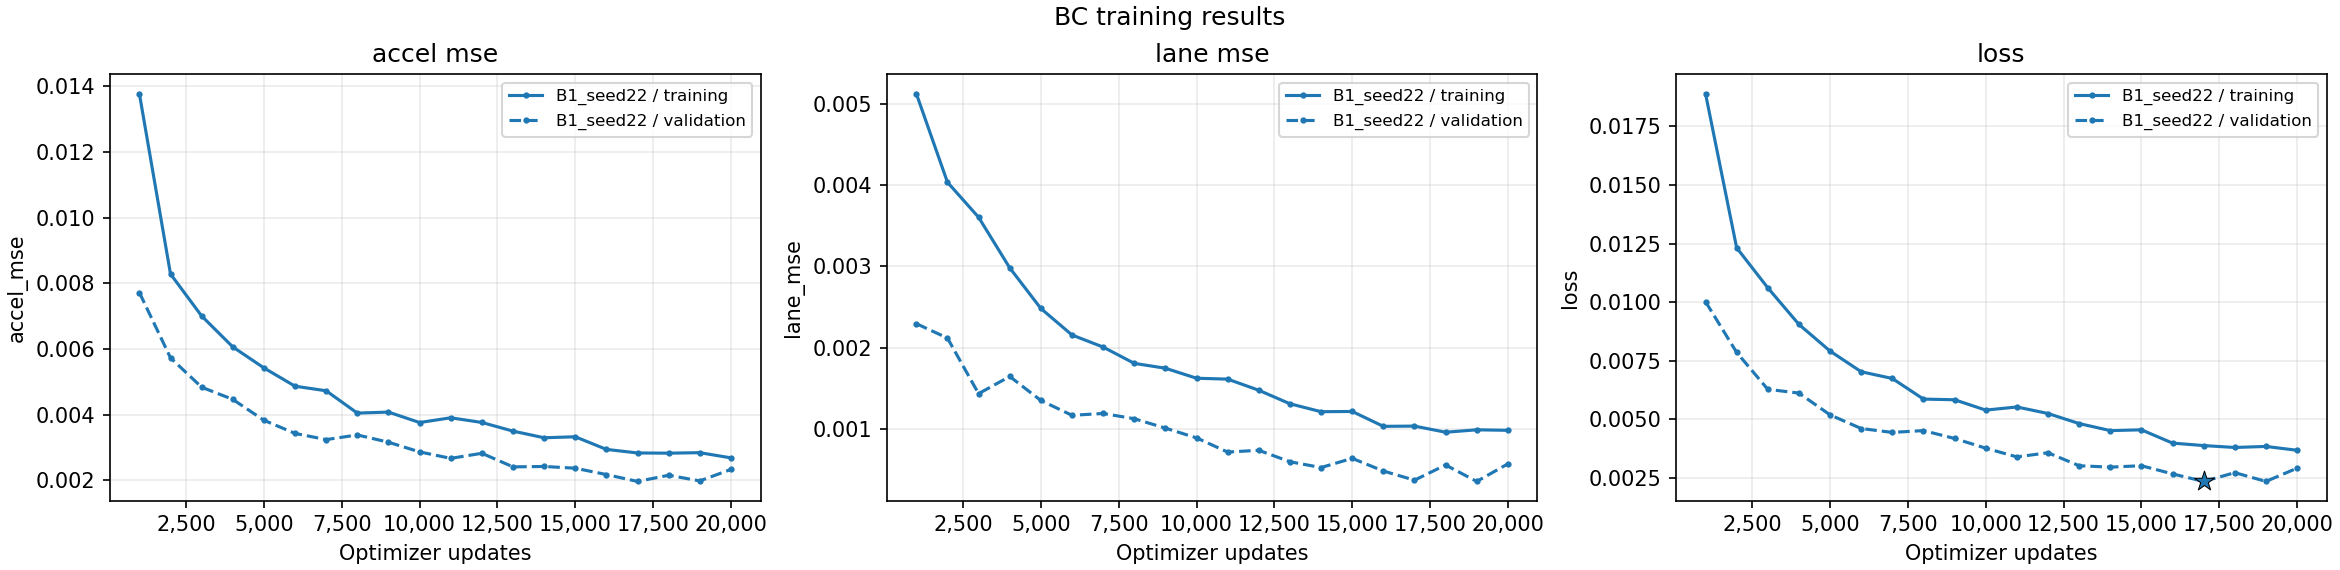 BC training results
accel mse
accel_mse
0.014
0.012
0.010
0.008
0.006
0.004
0.002
B1_seed22 / training
B1_seed22 / validation
2,500 5,000 7,500 10,000 12,500 15,000 17,500 20,000
Optimizer updates
lane mse
lane_mse
0.005
0.004
0.003
0.002
0.001
B1_seed22 / training
B1_seed22 / validation
2,500 5,000 7,500 10,000 12,500 15,000 17,500 20,000
Optimizer updates
loss
loss
0.0175
0.0150
0.0125
0.0100
0.0075
0.0050
0.0025
B1_seed22 / training
B1_seed22 / validation
2,500 5,000 7,500 10,000 12,500 15,000 17,500 20,000
Optimizer updates